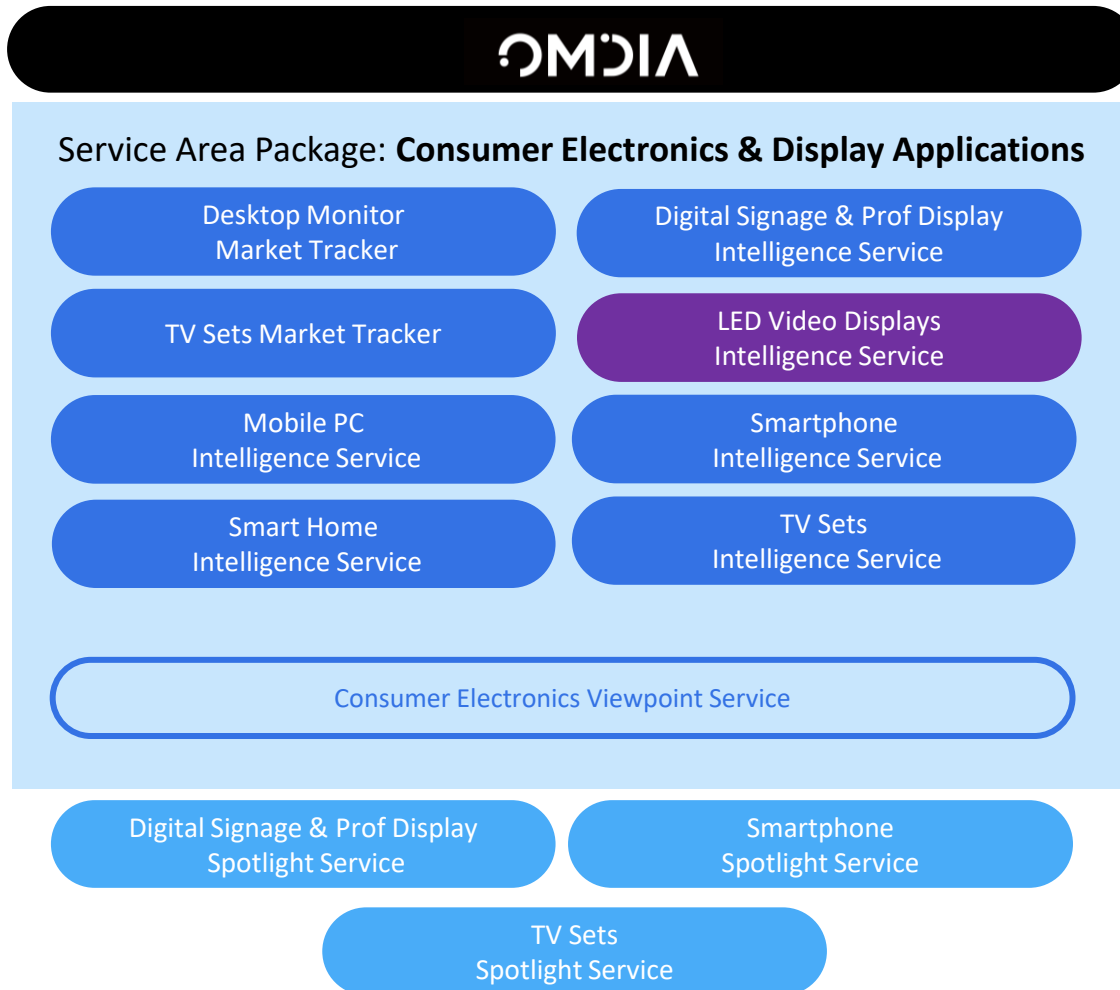 OMDIA
Service Area Package: Consumer Electronics & Display Applications
Desktop Monitor
Market Tracker
Digital Signage & Prof Display
Intelligence Service
TV Sets Market Tracker
LED Video Displays
Intelligence Service
Mobile PC
Intelligence Service
Smartphone
Intelligence Service
Smart Home
Intelligence Service
TV Sets
Intelligence Service
Consumer Electronics Viewpoint Service
Digital Signage & Prof Display
Spotlight Service
Smartphone
Spotlight Service
TV Sets
Spotlight Service